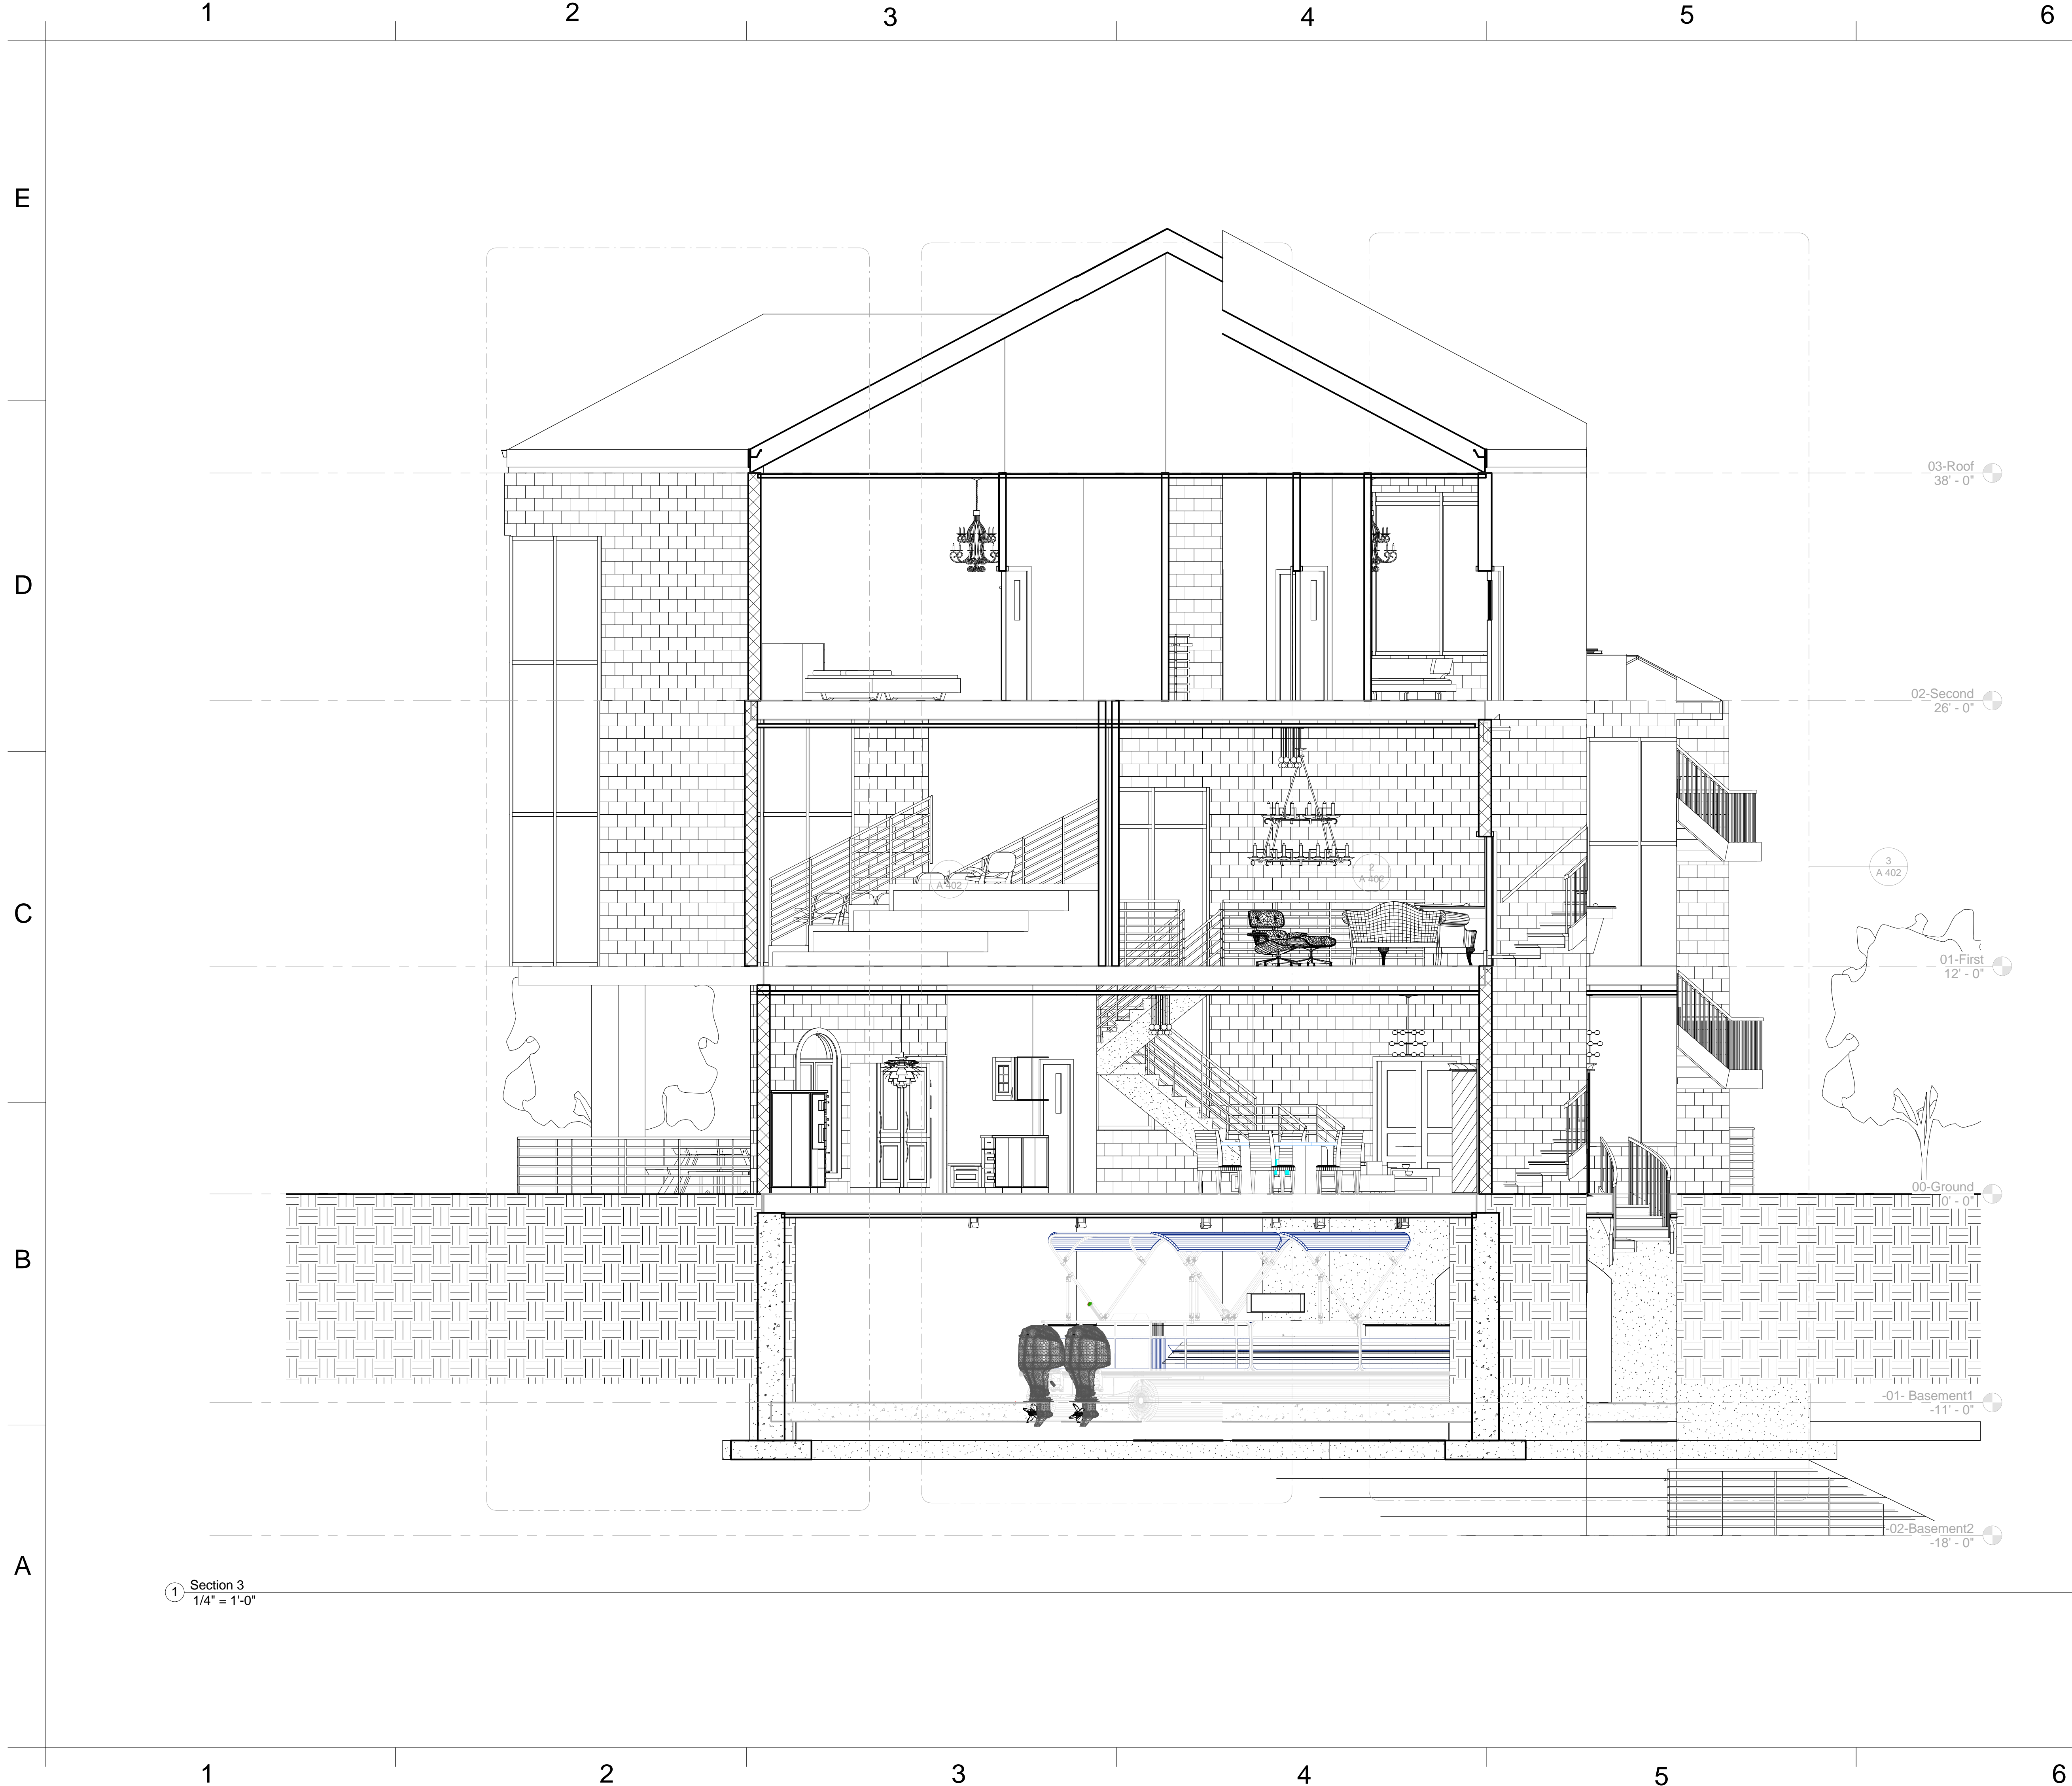 1 2 3 4 5 6
E
D
C
B
A
03-Roof
38' - 0"
02-Second
26' - 0"
3
A 402
A 402
A 402
01-First
12' - 0"
00-Ground
0' - 0"
-01- Basement1
-11' - 0"
-02-Basement2
-18' - 0"
1 Section 3
1/4" = 1'-0"
1 2 3 4 5 6